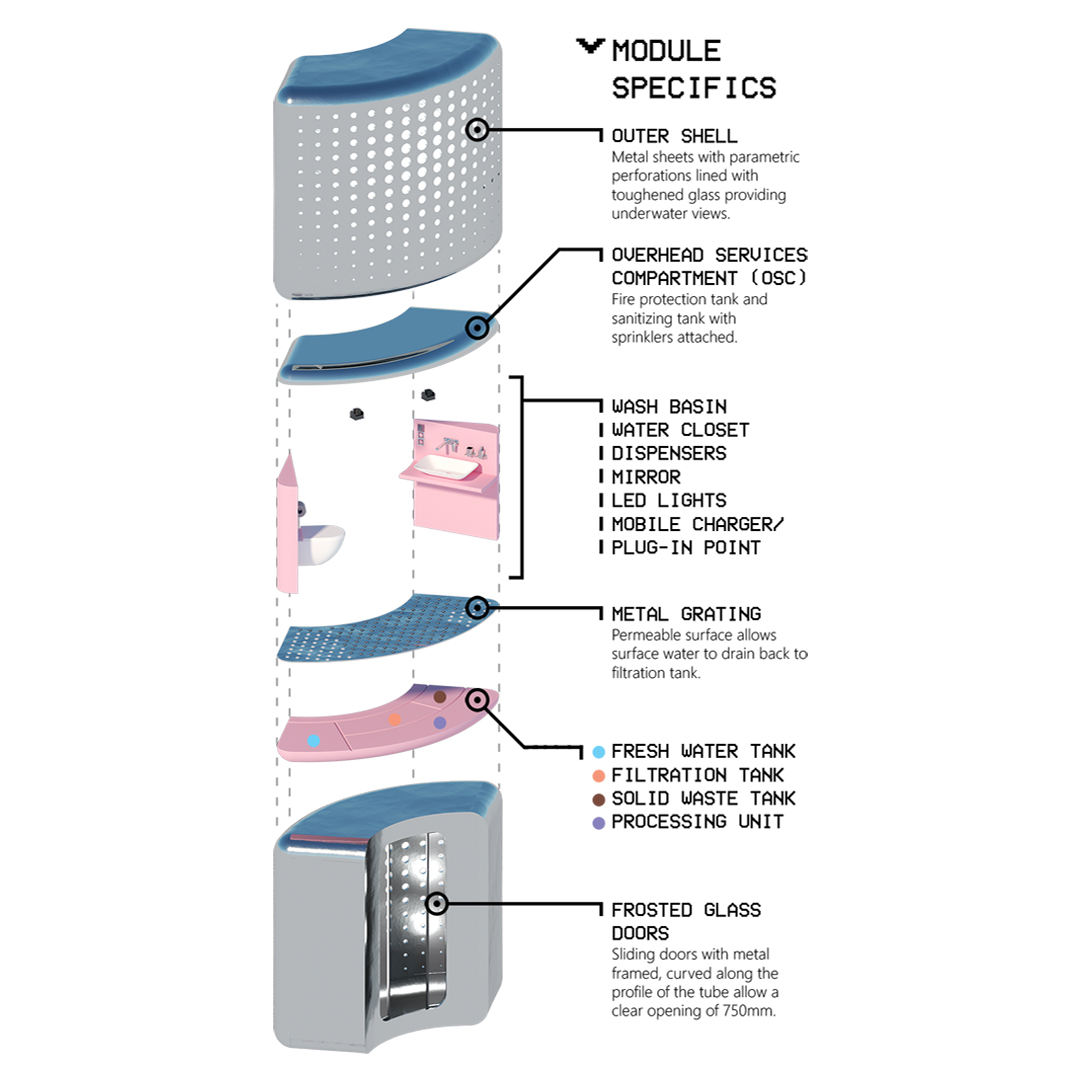 MODULE
SPECIFICS
OUTER SHELL
Metal sheets with parametric
perforations lined with
toughened glass providing
underwater views.
OVERHEAD SERVICES
COMPARTMENT (OSC)
Fire protection tank and
sanitizing tank with
sprinklers attached.
WASH BASIN
WATER CLOSET
DISPENSERS
MIRROR
LED LIGHTS
MOBILE CHARGER/
PLUG-IN POINT
METAL GRATING
Permeable surface allows
surface water to drain back to
filtration tank.
FRESH WATER TANK
FILTRATION TANK
SOLID WASTE TANK
PROCESSING UNIT
FROSTED GLASS
DOORS
Sliding doors with metal
framed, curved along the
profile of the tube allow a
clear opening of 750mm.